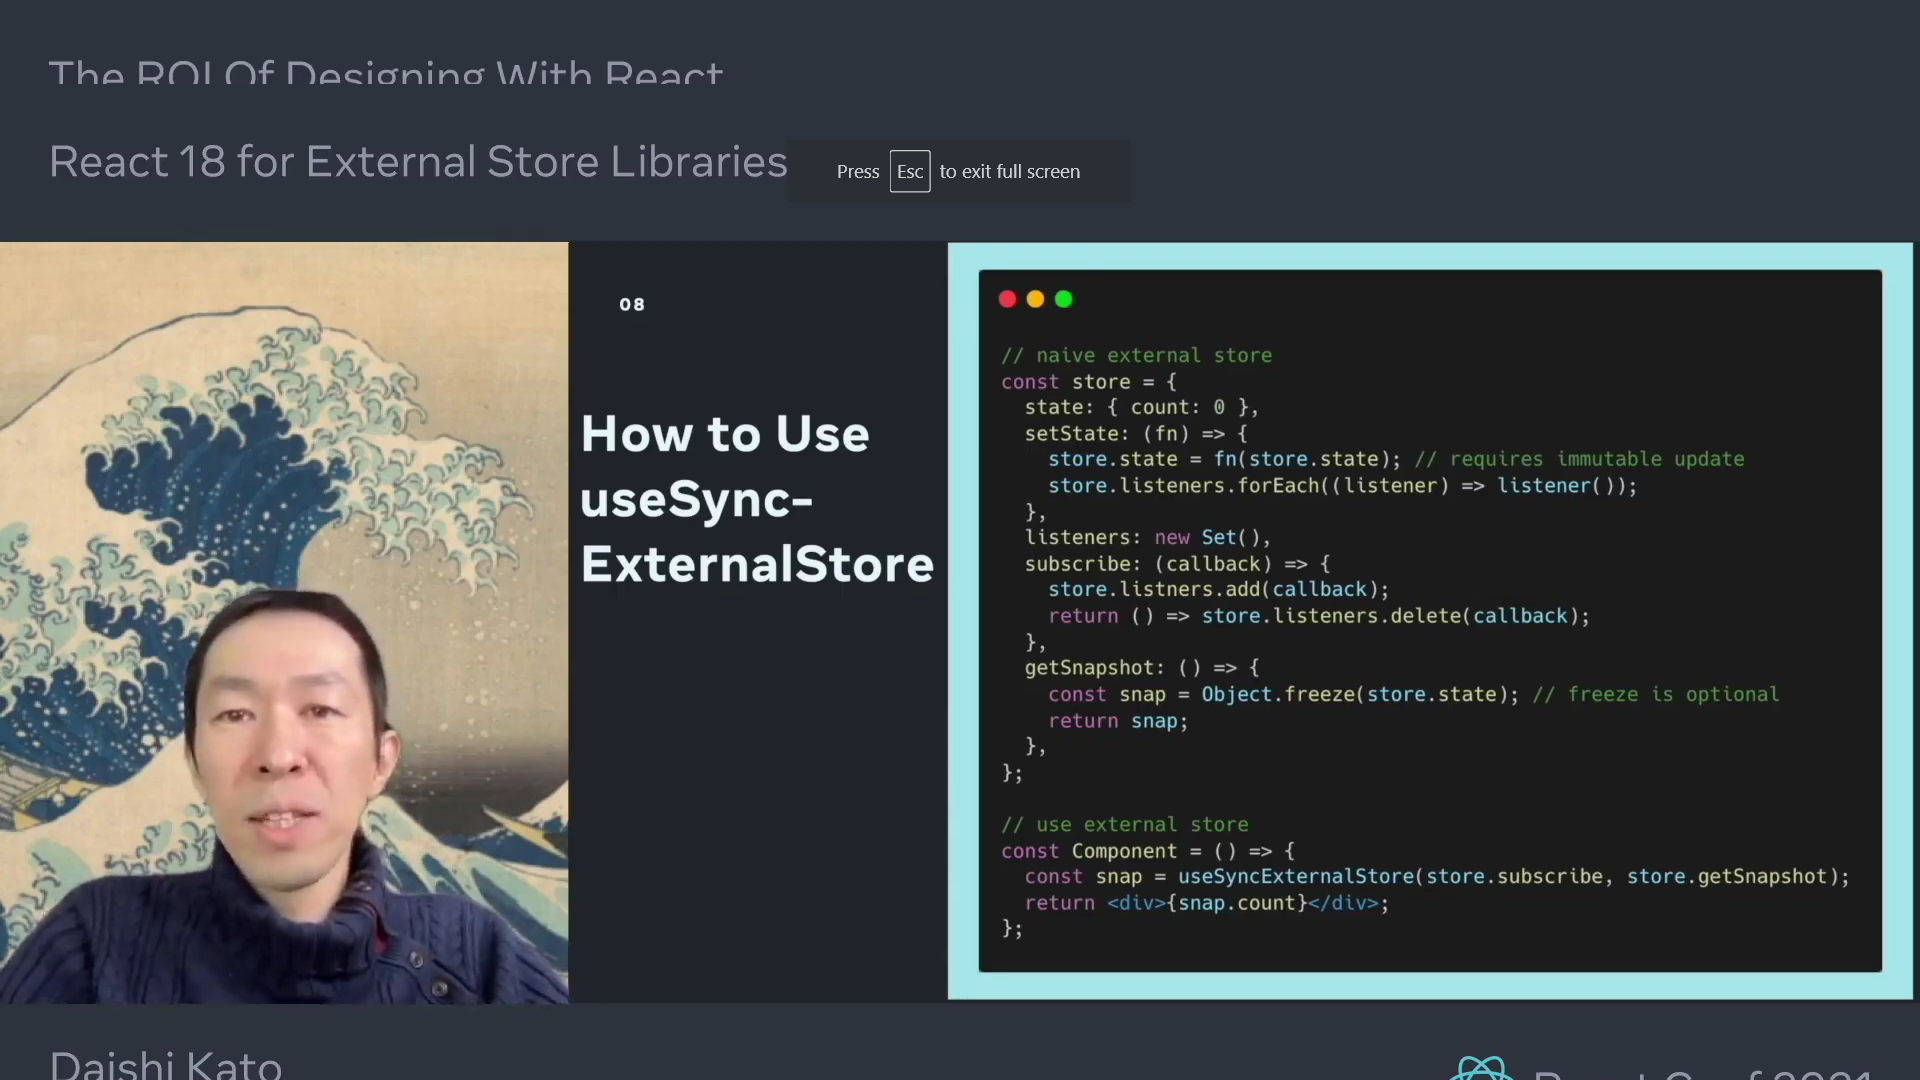 The ROI Of Designing With React
React 18 for External Store Libraries
Press Esc to exit full screen
08
How to Use
useSync-
ExternalStore
// naive external store
const store = {
  state: { count: 0 },
  setState: (fn) => {
    store.state = fn(store.state); // requires immutable update
    store.listeners.forEach((listener) => listener());
  },
  listeners: new Set(),
  subscribe: (callback) => {
    store.listners.add(callback);
    return () => store.listeners.delete(callback);
  },
  getSnapshot: () => {
    const snap = Object.freeze(store.state); // freeze is optional
    return snap;
  },
};
// use external store
const Component = () => {
  const snap = useSyncExternalStore(store.subscribe, store.getSnapshot);
  return <div>{snap.count}</div>;
};
Daishi Kato
React Conf 2021